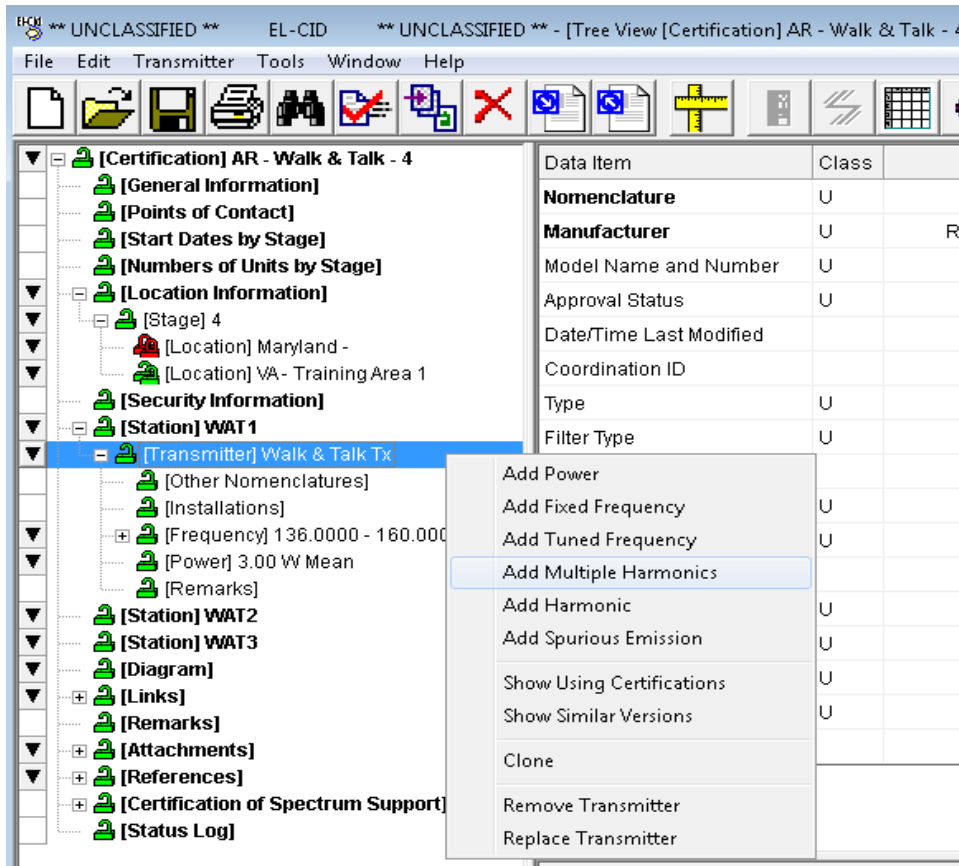 EL-CID ** UNCLASSIFIED ** EL-CID ** UNCLASSIFIED ** - [Tree View [Certification] AR - Walk & Talk - 4
File Edit Transmitter Tools Window Help
[Certification] AR - Walk & Talk - 4
[General Information]
[Points of Contact]
[Start Dates by Stage]
[Numbers of Units by Stage]
[Location Information]
[Stage] 4
[Location] Maryland -
[Location] VA - Training Area 1
[Security Information]
[Station] WAT1
[Transmitter] Walk & Talk Tx
[Other Nomenclatures]
[Installations]
[Frequency] 136.0000 - 160.000
[Power] 3.00 W Mean
[Remarks]
[Station] WAT2
[Station] WAT3
[Diagram]
[Links]
[Remarks]
[Attachments]
[References]
[Certification of Spectrum Support]
[Status Log]
Data Item Class
Nomenclature U
Manufacturer U R
Model Name and Number U
Approval Status U
Date/Time Last Modified
Coordination ID
Type U
Filter Type U
U
U
U
U
U
U
Add Power
Add Fixed Frequency
Add Tuned Frequency
Add Multiple Harmonics
Add Harmonic
Add Spurious Emission
Show Using Certifications
Show Similar Versions
Clone
Remove Transmitter
Replace Transmitter